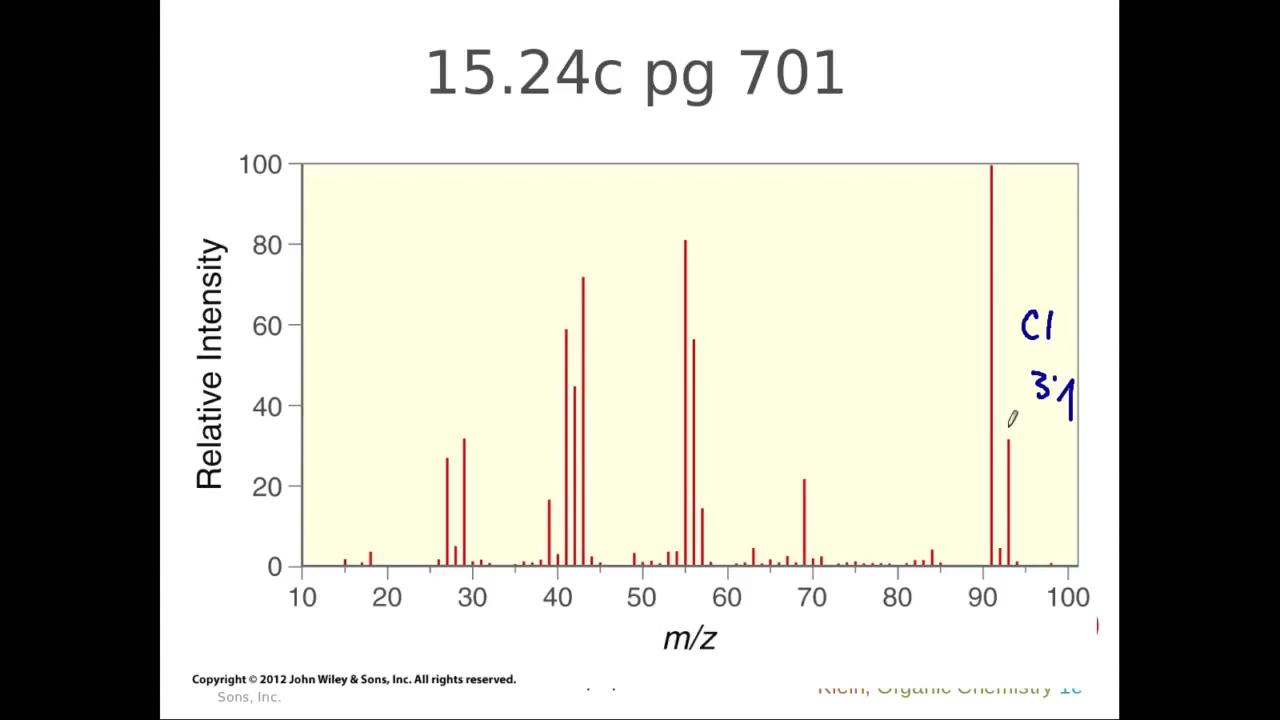 15.24c pg 701
100
80
60
40
20
0
Relative Intensity
Cl
3:1
10 20 30 40 50 60 70 80 90 100
m/z
Copyright © 2012 John Wiley & Sons, Inc. All rights reserved.
Sons, Inc.
Klein, Organic Chemistry 1e